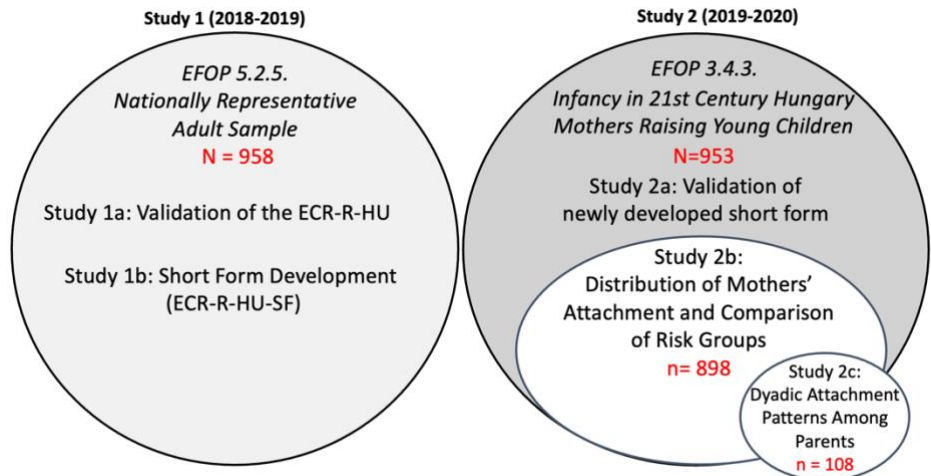 Study 1 (2018-2019)
EFOP 5.2.5.
Nationally Representative
Adult Sample
N = 958
Study 1a: Validation of the ECR-R-HU
Study 1b: Short Form Development
(ECR-R-HU-SF)
Study 2 (2019-2020)
EFOP 3.4.3.
Infancy in 21st Century Hungary
Mothers Raising Young Children
N=953
Study 2a: Validation of
newly developed short form
Study 2b:
Distribution of Mothers’
Attachment and Comparison
of Risk Groups
n= 898
Study 2c:
Dyadic Attachment
Patterns Among
Parents
n = 108